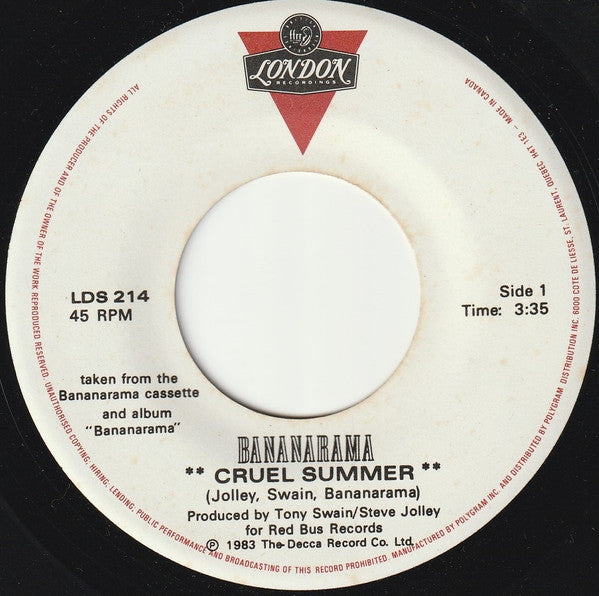 ffrr
LONDON
RECORDINGS
LDS 214
45 RPM
Side 1
Time: 3:35
taken from the
Bananarama cassette
and album
"Bananarama"
BANANARAMA
** CRUEL SUMMER **
(Jolley, Swain, Bananarama)
Produced by Tony Swain/Steve Jolley
for Red Bus Records
℗ 1983 The Decca Record Co. Ltd.
ALL RIGHTS OF THE PRODUCER AND OF THE OWNER OF THE WORK REPRODUCED RESERVED. UNAUTHORISED COPYING, HIRING, LENDING, PUBLIC PERFORMANCE AND BROADCASTING OF THIS RECORD PROHIBITED. MANUFACTURED BY POLYGRAM INC. AND DISTRIBUTED BY POLYGRAM DISTRIBUTION INC. 6000 COTE DE LIESSE, ST. LAURENT, QUEBEC H4T 1E3 – MADE IN CANADA